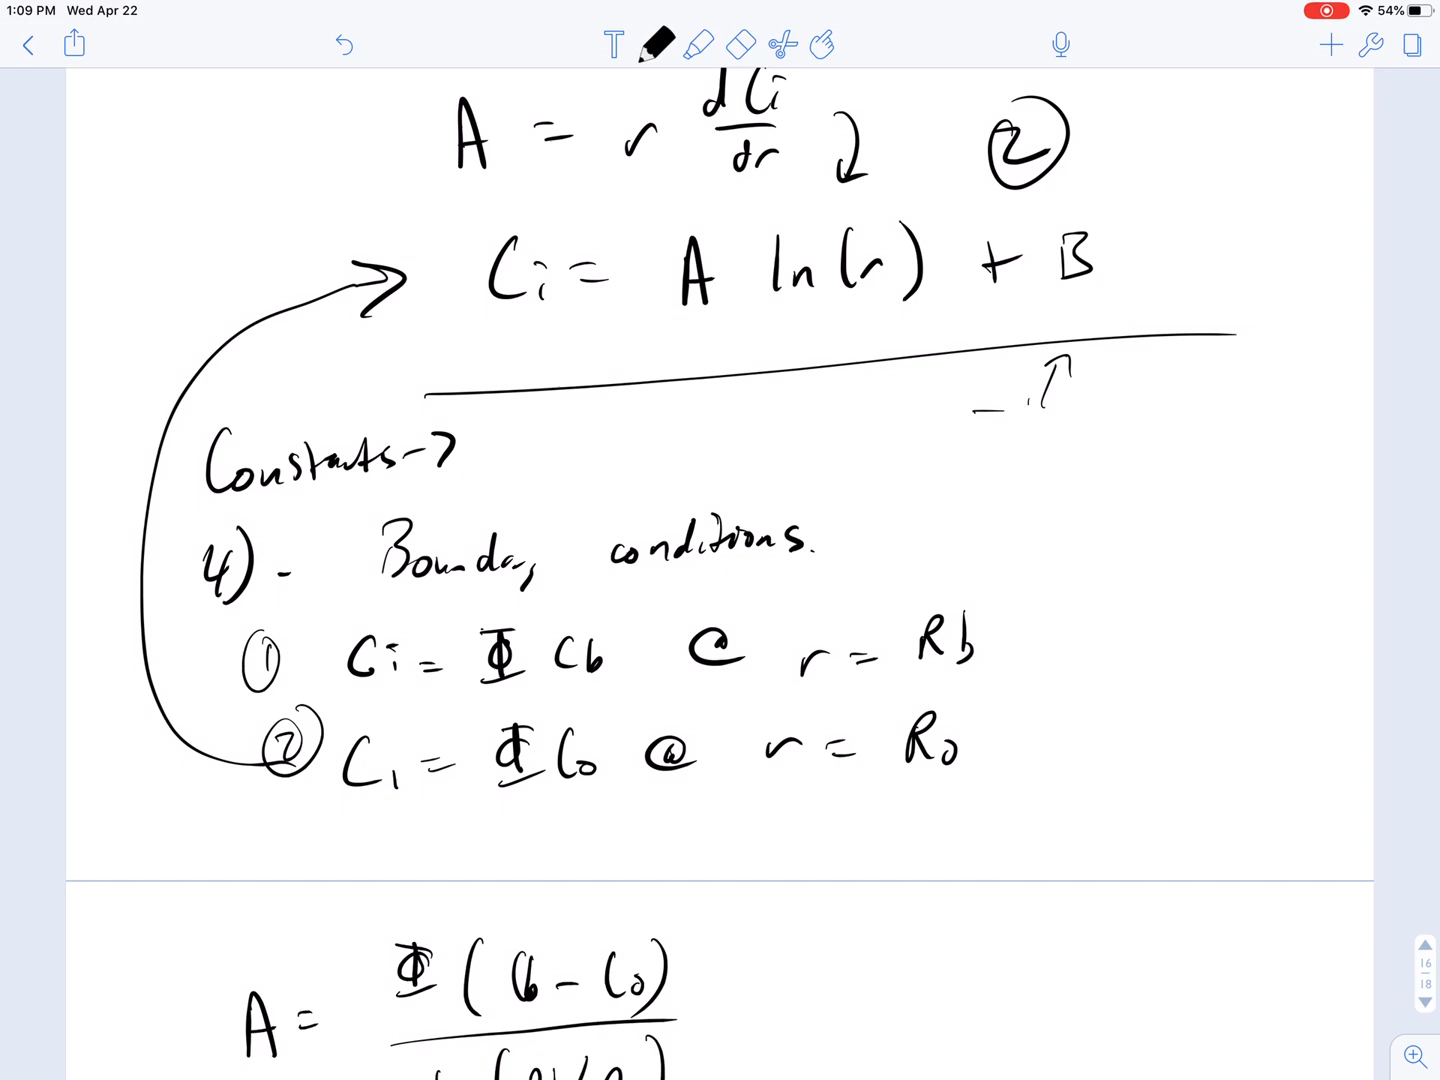 1:09 PM Wed Apr 22
54%
T
A = r dCi/dr ②
Ci = A ln(r) + B
Constants ->
4) - Boundary conditions.
① Ci = Φ Cb @ r = Rb
② Ci = Φ Co @ r = Ro
A = Φ (Cb - Co)
16
18